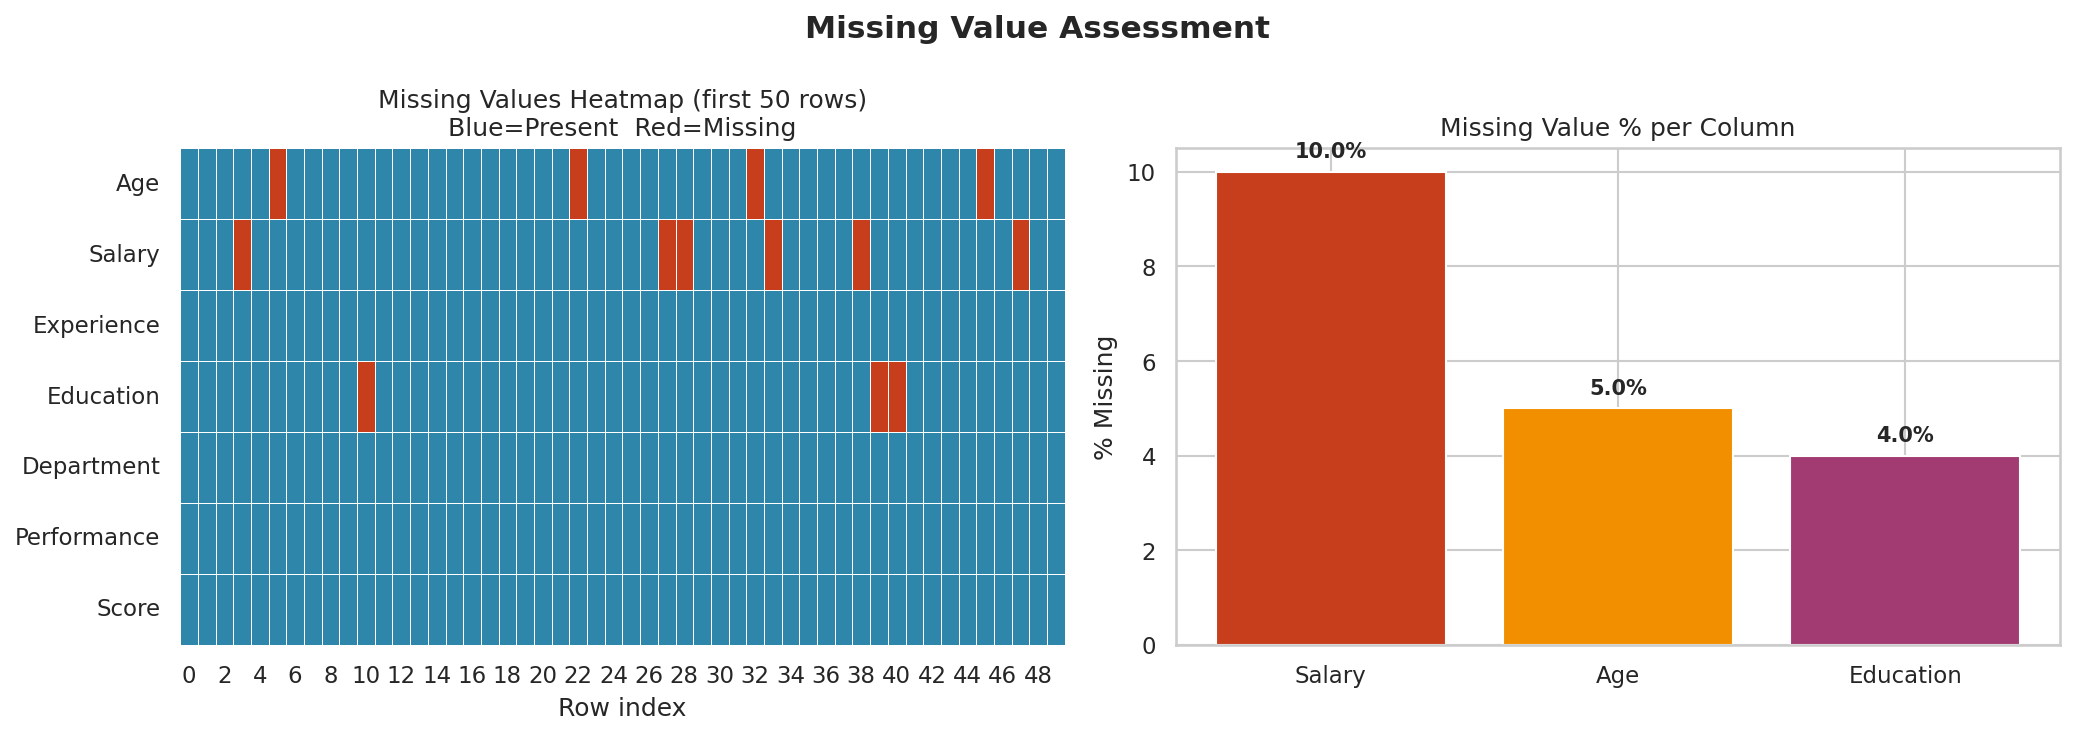 Missing Value Assessment
Missing Values Heatmap (first 50 rows)
Blue=Present  Red=Missing
Age
Salary
Experience
Education
Department
Performance
Score
0 2 4 6 8 10 12 14 16 18 20 22 24 26 28 30 32 34 36 38 40 42 44 46 48
Row index
Missing Value % per Column
% Missing
10
8
6
4
2
0
10.0%
5.0%
4.0%
Salary Age Education